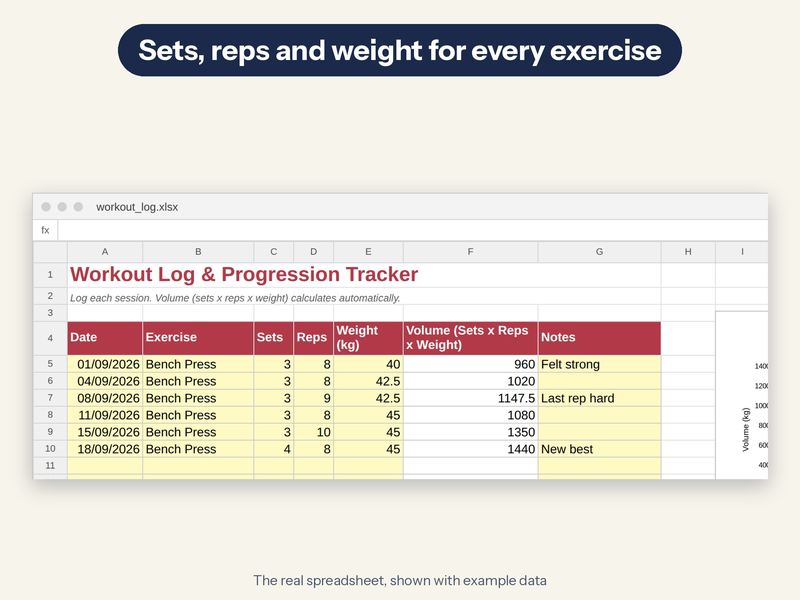 Sets, reps and weight for every exercise
workout_log.xlsx
fx
A B C D E F G H I
1 Workout Log & Progression Tracker
2 Log each session. Volume (sets x reps x weight) calculates automatically.
3
4 Date Exercise Sets Reps Weight (kg) Volume (Sets x Reps x Weight) Notes
5 01/09/2026 Bench Press 3 8 40 960 Felt strong
6 04/09/2026 Bench Press 3 8 42.5 1020
7 08/09/2026 Bench Press 3 9 42.5 1147.5 Last rep hard
8 11/09/2026 Bench Press 3 8 45 1080
9 15/09/2026 Bench Press 3 10 45 1350
10 18/09/2026 Bench Press 4 8 45 1440 New best
11
Volume (kg)
The real spreadsheet, shown with example data